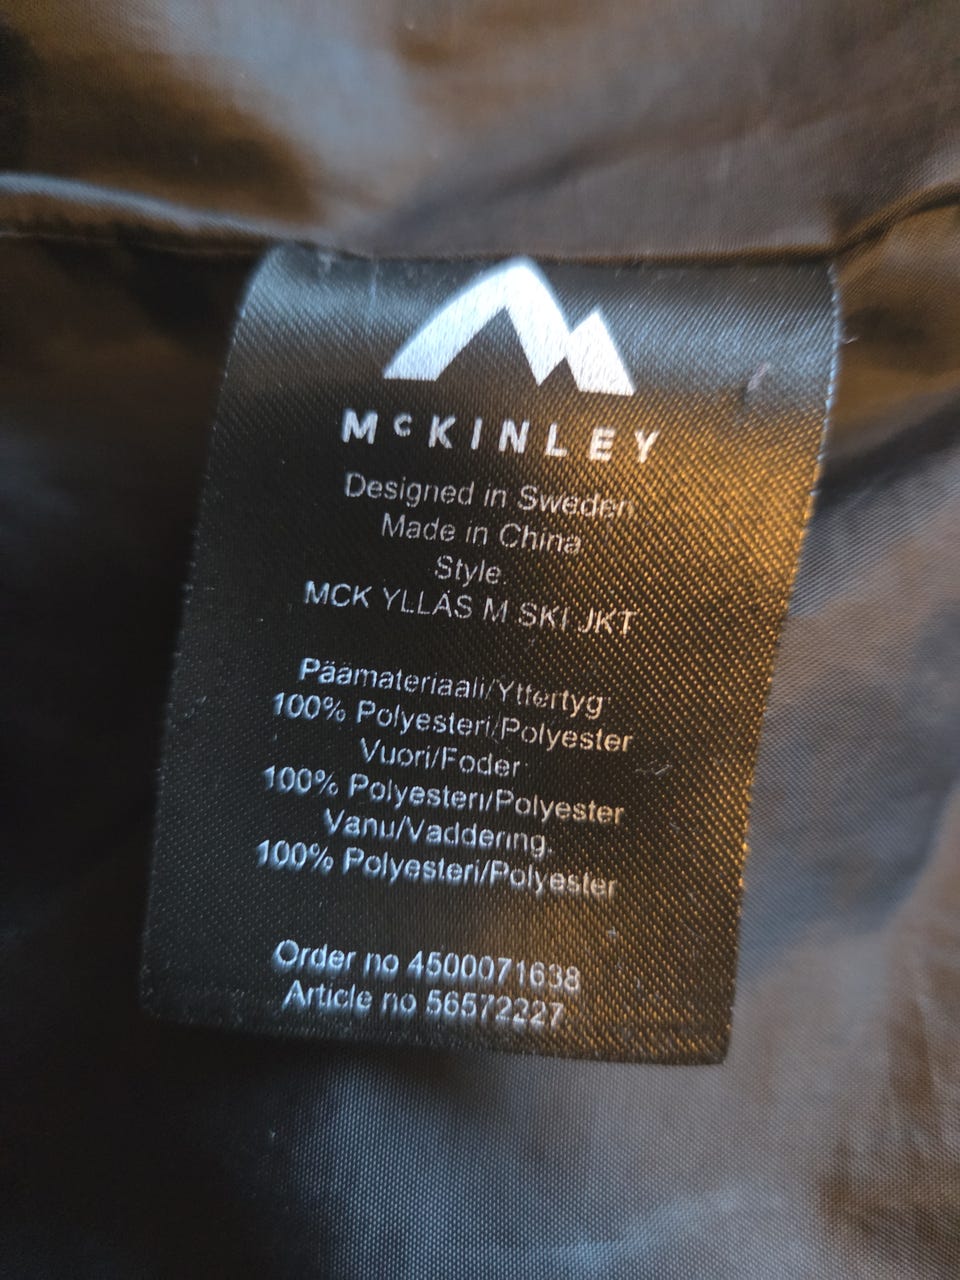 McKINLEY
Designed in Sweden
Made in China
Style:
MCK YLLÄS M SKI JKT
Päämateriaali/Yttertyg:
100% Polyesteri/Polyester
Vuori/Foder:
100% Polyesteri/Polyester
Vanu/Vaddering:
100% Polyesteri/Polyester
Order no 4500071638
Article no 56572227